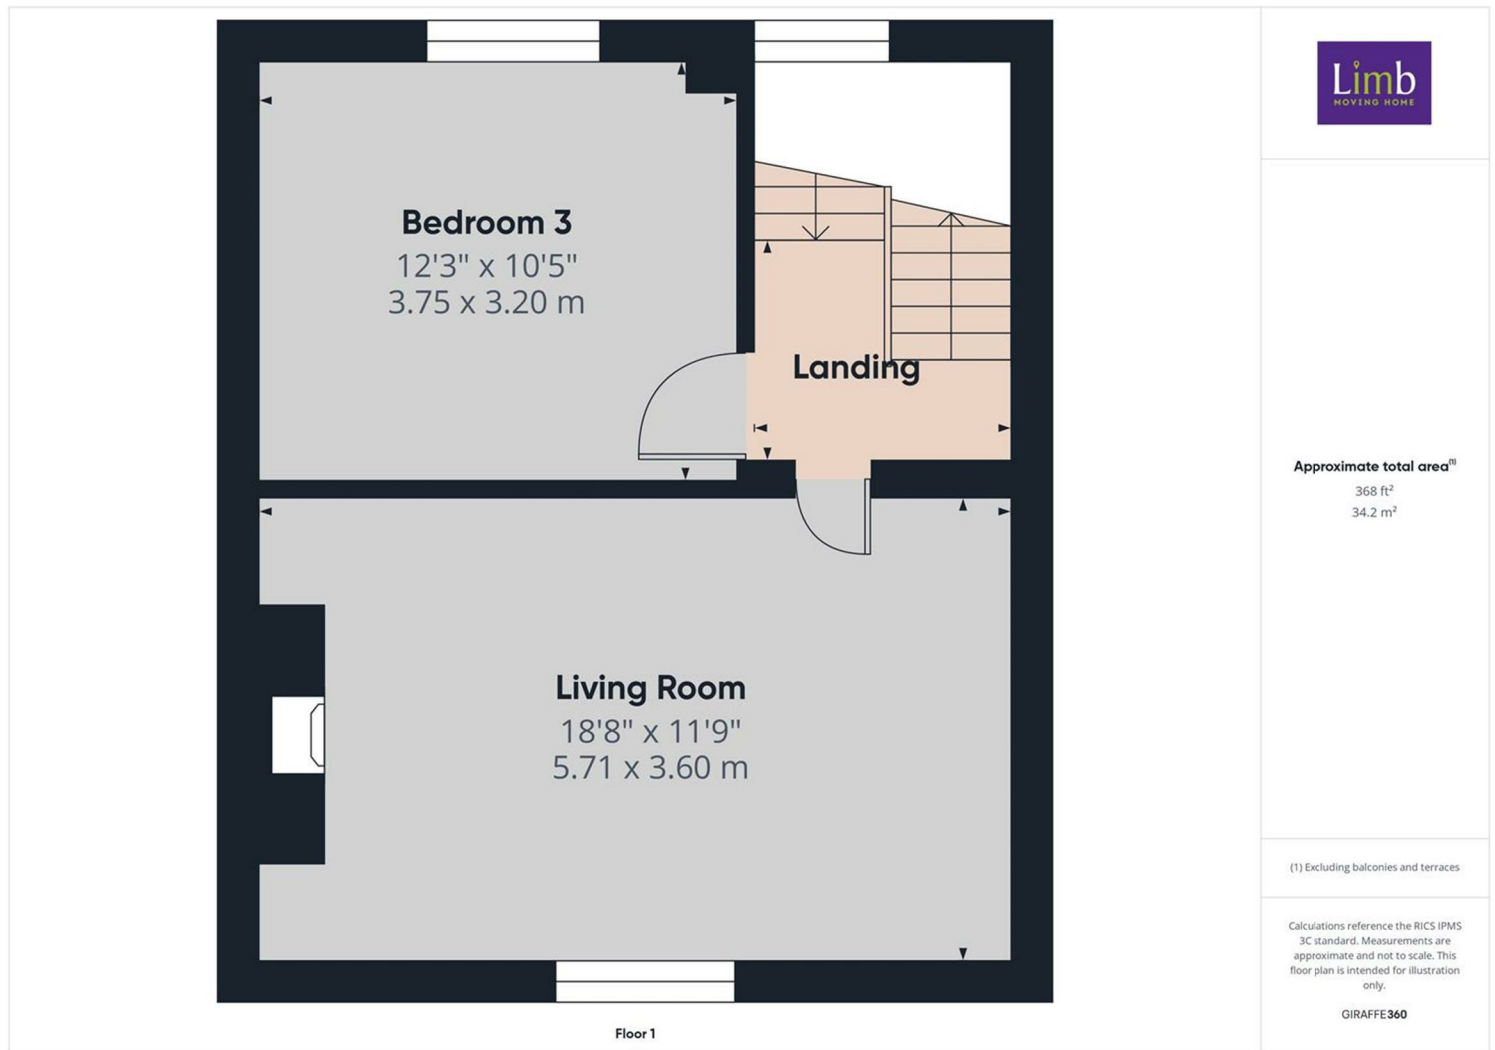 Bedroom 3
12'3" x 10'5"
3.75 x 3.20 m
Landing
Living Room
18'8" x 11'9"
5.71 x 3.60 m
Floor 1
Limb
MOVING HOME
Approximate total area(1)
368 ft²
34.2 m²
(1) Excluding balconies and terraces
Calculations reference the RICS IPMS
3C standard. Measurements are
approximate and not to scale. This
floor plan is intended for illustration
only.
GIRAFFE360